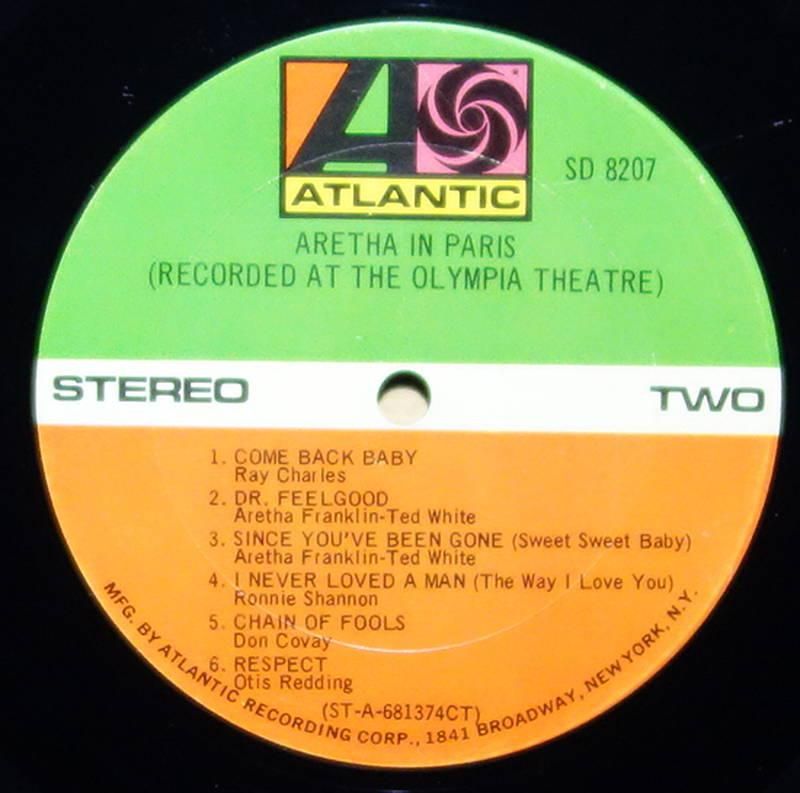 ATLANTIC
SD 8207
ARETHA IN PARIS
(RECORDED AT THE OLYMPIA THEATRE)
STEREO
TWO
1. COME BACK BABY
Ray Charles
2. DR. FEELGOOD
Aretha Franklin-Ted White
3. SINCE YOU'VE BEEN GONE (Sweet Sweet Baby)
Aretha Franklin-Ted White
4. I NEVER LOVED A MAN (The Way I Love You)
Ronnie Shannon
5. CHAIN OF FOOLS
Don Covay
6. RESPECT
Otis Redding
(ST-A-681374CT)
MFG. BY ATLANTIC RECORDING CORP., 1841 BROADWAY, NEW YORK, N.Y.